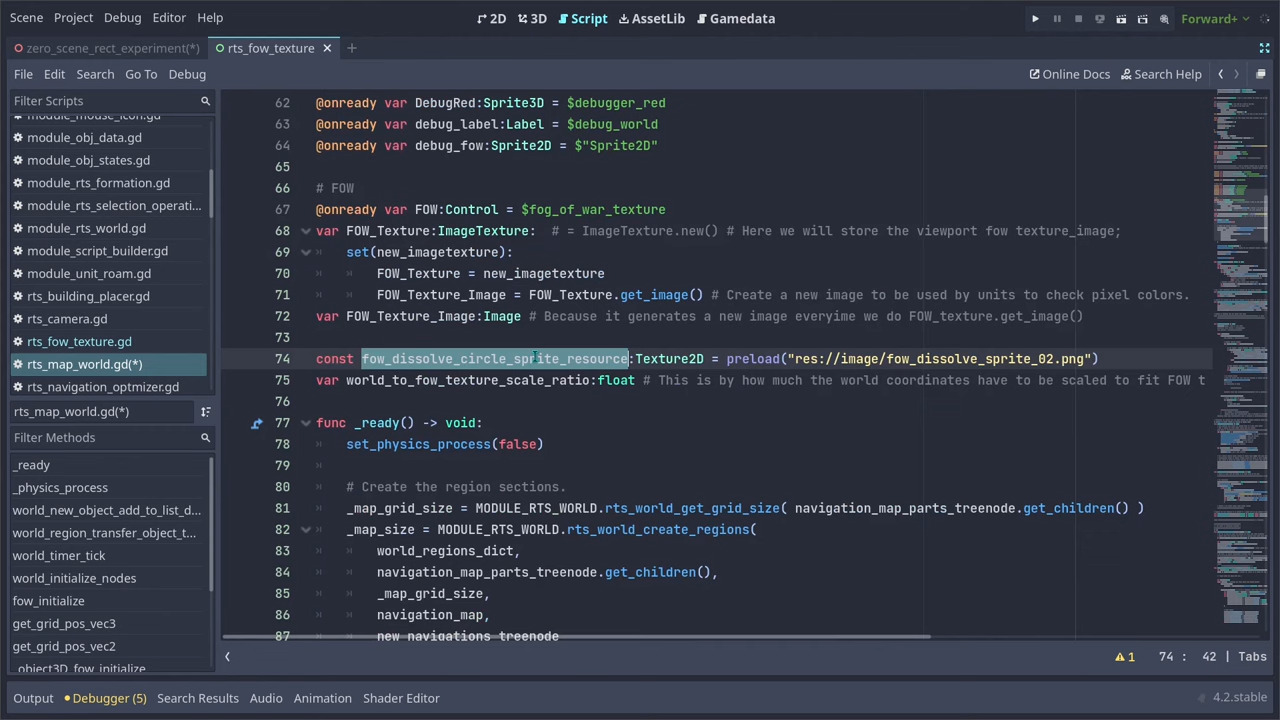 Scene Project Debug Editor Help 2D 3D Script AssetLib Gamedata Forward+
zero_scene_rect_experiment(*) rts_fow_texture
File Edit Search Go To Debug Online Docs Search Help
Filter Scripts
module_obj_data.gd
module_obj_states.gd
module_rts_formation.gd
module_rts_selection_operati...
module_rts_world.gd
module_script_builder.gd
module_unit_roam.gd
rts_building_placer.gd
rts_camera.gd
rts_fow_texture.gd
rts_map_world.gd(*)
rts_navigation_optmizer.gd
rts_map_world.gd(*)
Filter Methods
_ready
_physics_process
world_new_object_add_to_list_d...
world_region_transfer_object_t...
world_timer_tick
world_initialize_nodes
fow_initialize
get_grid_pos_vec3
get_grid_pos_vec2
_object3D_fow_initialize
62 @onready var DebugRed:Sprite3D = $debugger_red
63 @onready var debug_label:Label = $debug_world
64 @onready var debug_fow:Sprite2D = $"Sprite2D"
65
66 # FOW
67 @onready var FOW:Control = $fog_of_war_texture
68 var FOW_Texture:ImageTexture # = ImageTexture.new() # Here we will store the viewport fow texture_image;
69 set(new_imagetexture):
70 FOW_Texture = new_imagetexture
71 FOW_Texture_Image = FOW_Texture.get_image() # Create a new image to be used by units to check pixel colors.
72 var FOW_Texture_Image:Image # Because it generates a new image everyime we do FOW_texture.get_image()
73
74 const fow_dissolve_circle_sprite_resource:Texture2D = preload("res://image/fow_dissolve_sprite_02.png")
75 var world_to_fow_texture_scale_ratio:float # This is by how much the world coordinates have to be scaled to fit FOW t
76
77 func _ready() -> void:
78 set_physics_process(false)
79
80 # Create the region sections.
81 _map_grid_size = MODULE_RTS_WORLD.rts_world_get_grid_size( navigation_map_parts_treenode.get_children() )
82 _map_size = MODULE_RTS_WORLD.rts_world_create_regions(
83 world_regions_dict,
84 navigation_map_parts_treenode.get_children(),
85 _map_grid_size,
86 navigation_map,
87 new_navigations_treenode
1 74 : 42 | Tabs
Output Debugger (5) Search Results Audio Animation Shader Editor 4.2.stable